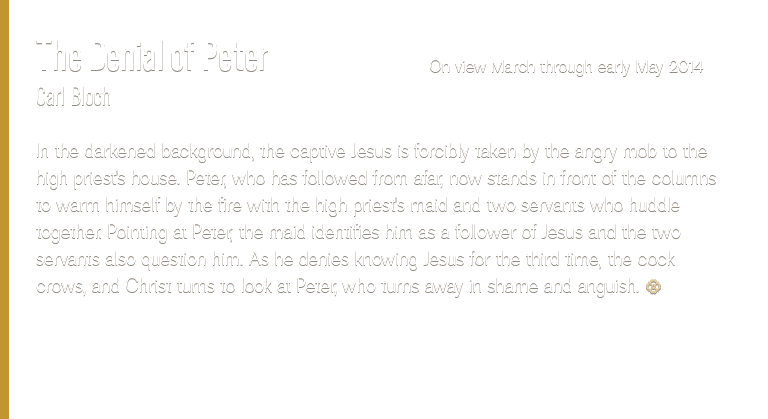 The Denial of Peter
On view March through early May 2014
Carl Bloch
In the darkened background, the captive Jesus is forcibly taken by the angry mob to the
high priest's house. Peter, who has followed from afar, now stands in front of the columns
to warm himself by the fire with the high priest's maid and two servants who huddle
together. Pointing at Peter, the maid identifies him as a follower of Jesus and the two
servants also question him. As he denies knowing Jesus for the third time, the cock
crows, and Christ turns to look at Peter, who turns away in shame and anguish.